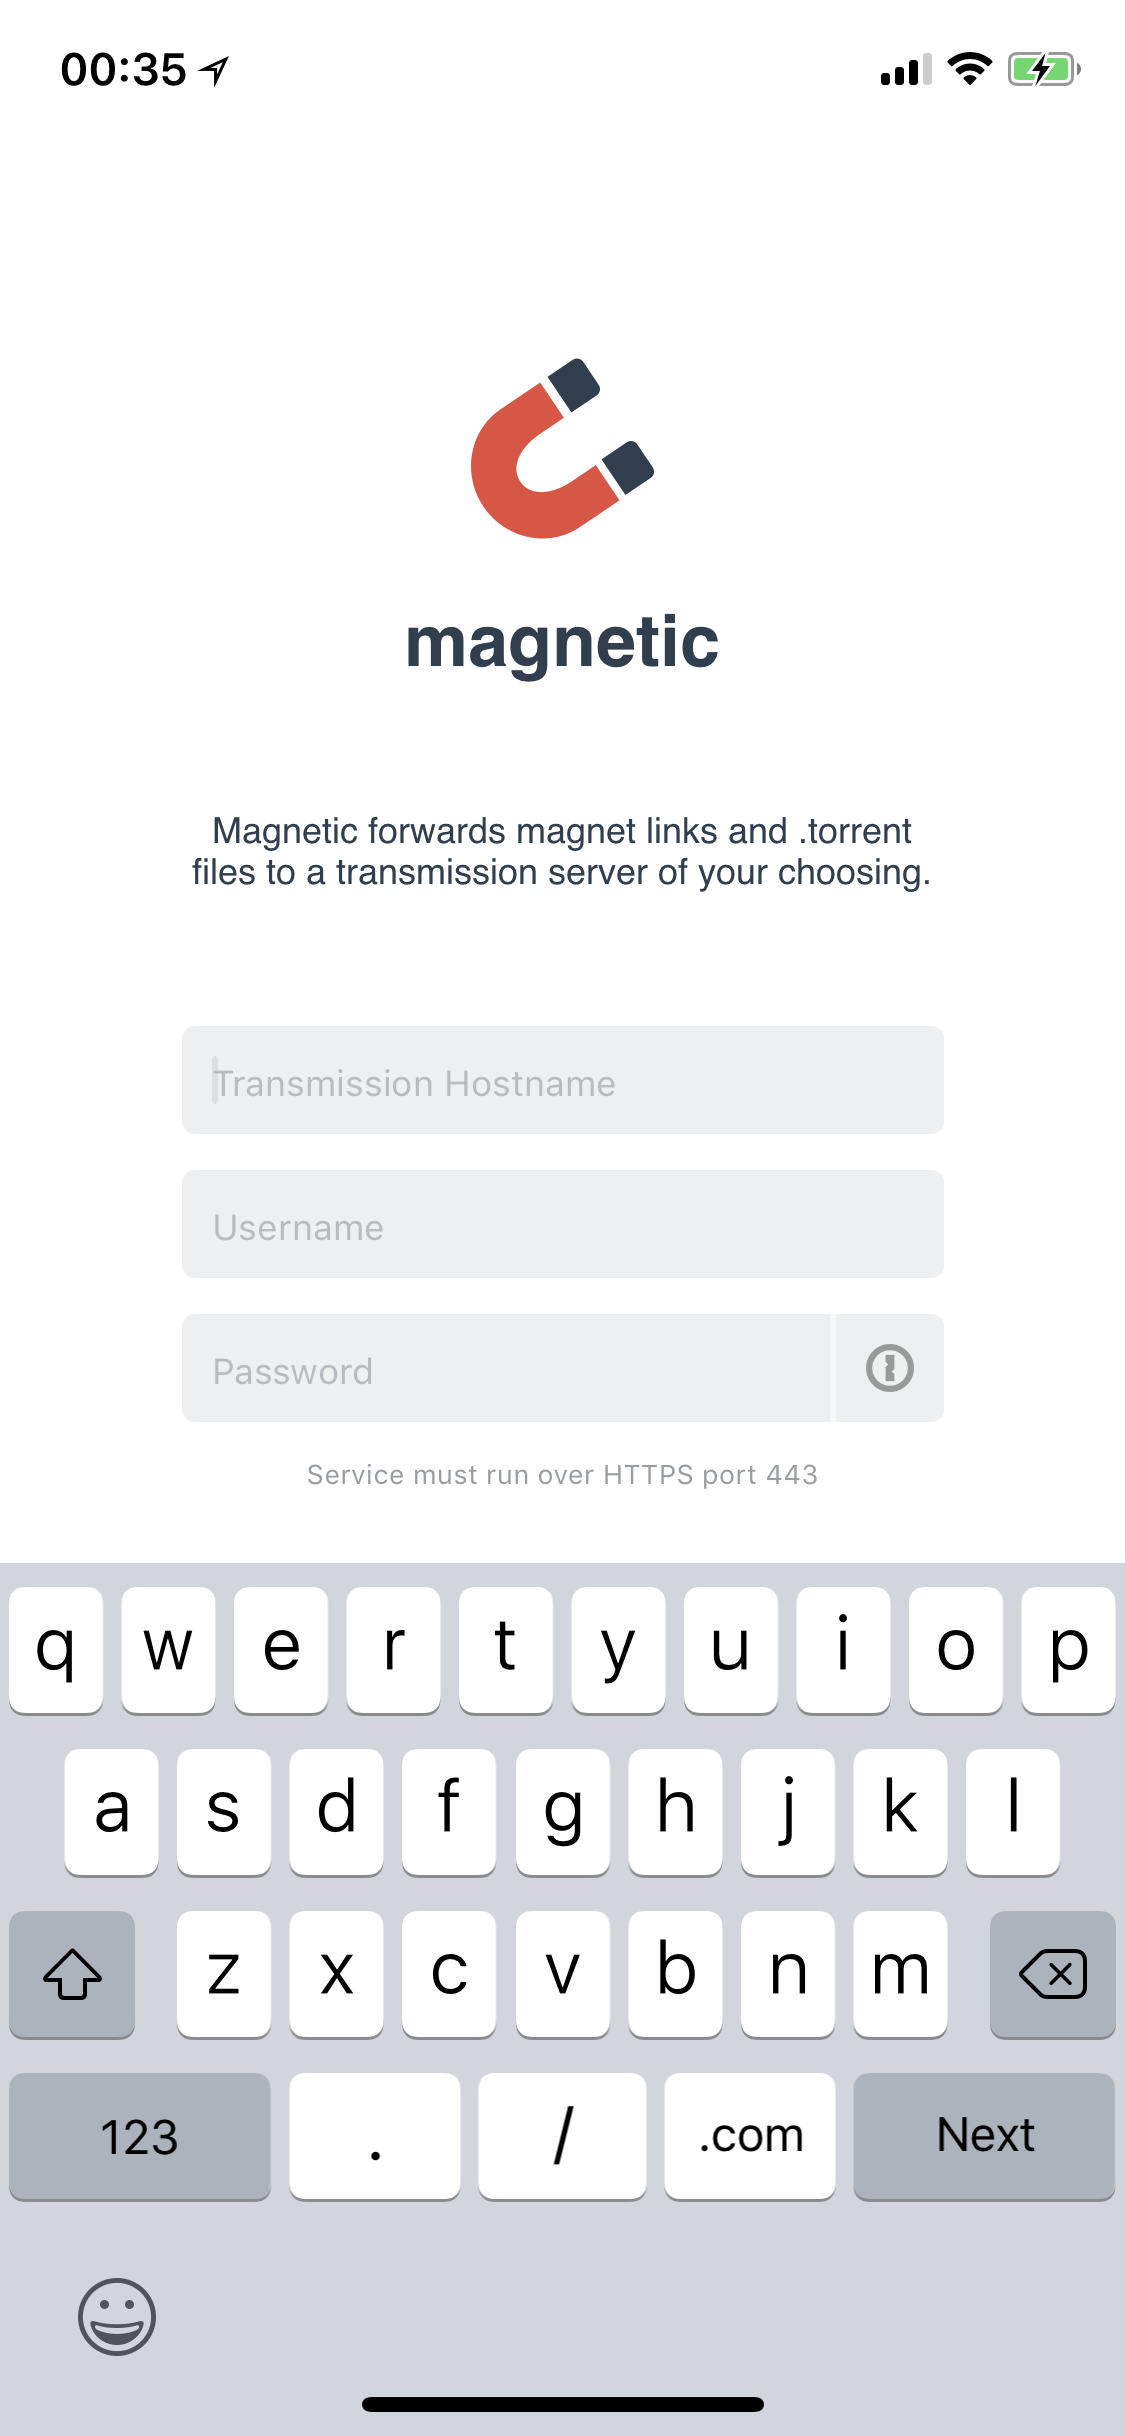 00:35
magnetic
Magnetic forwards magnet links and .torrent
files to a transmission server of your choosing.
Transmission Hostname
Username
Password
Service must run over HTTPS port 443
q w e r t y u i o p
a s d f g h j k l
z x c v b n m
123 . / .com Next